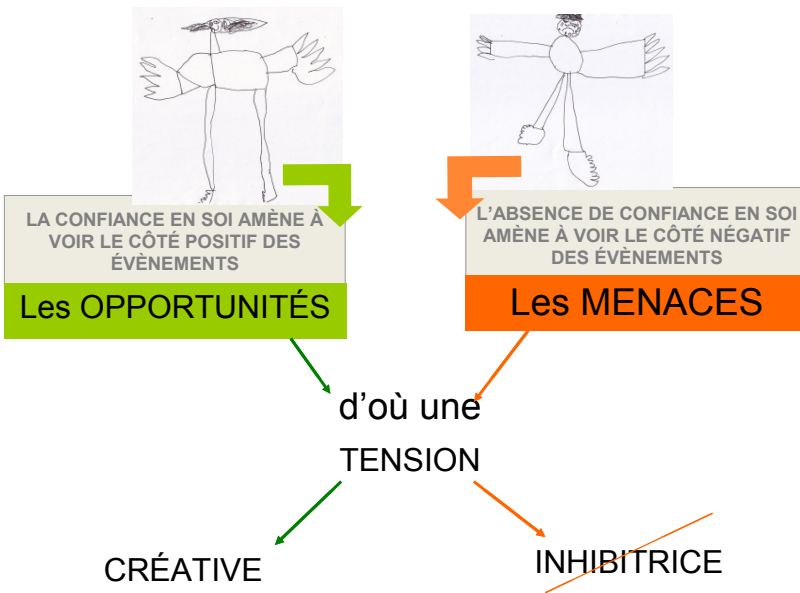 LA CONFIANCE EN SOI AMÈNE À
VOIR LE CÔTÉ POSITIF DES
ÉVÈNEMENTS
Les OPPORTUNITÉS
L'ABSENCE DE CONFIANCE EN SOI
AMÈNE À VOIR LE CÔTÉ NÉGATIF
DES ÉVÈNEMENTS
Les MENACES
d'où une
TENSION
CRÉATIVE
INHIBITRICE